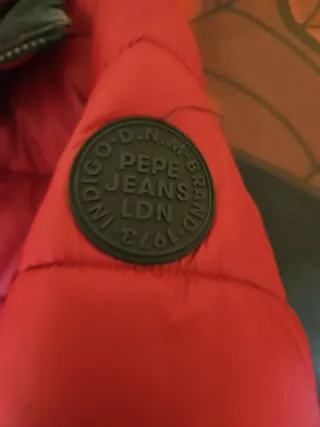 INDIGO·D.N.M·BRAND·1973·
PEPE
JEANS
LDN